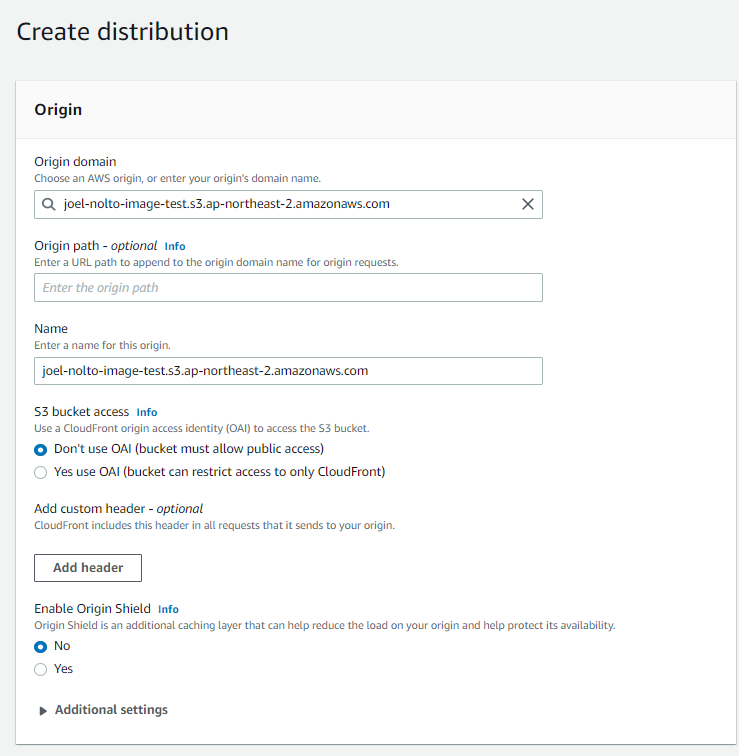 Create distribution
Origin
Origin domain
Choose an AWS origin, or enter your origin's domain name.
joel-nolto-image-test.s3.ap-northeast-2.amazonaws.com
Origin path - optional Info
Enter a URL path to append to the origin domain name for origin requests.
Enter the origin path
Name
Enter a name for this origin.
joel-nolto-image-test.s3.ap-northeast-2.amazonaws.com
S3 bucket access Info
Use a CloudFront origin access identity (OAI) to access the S3 bucket.
Don't use OAI (bucket must allow public access)
Yes use OAI (bucket can restrict access to only CloudFront)
Add custom header - optional
CloudFront includes this header in all requests that it sends to your origin.
Add header
Enable Origin Shield Info
Origin Shield is an additional caching layer that can help reduce the load on your origin and help protect its availability.
No
Yes
Additional settings